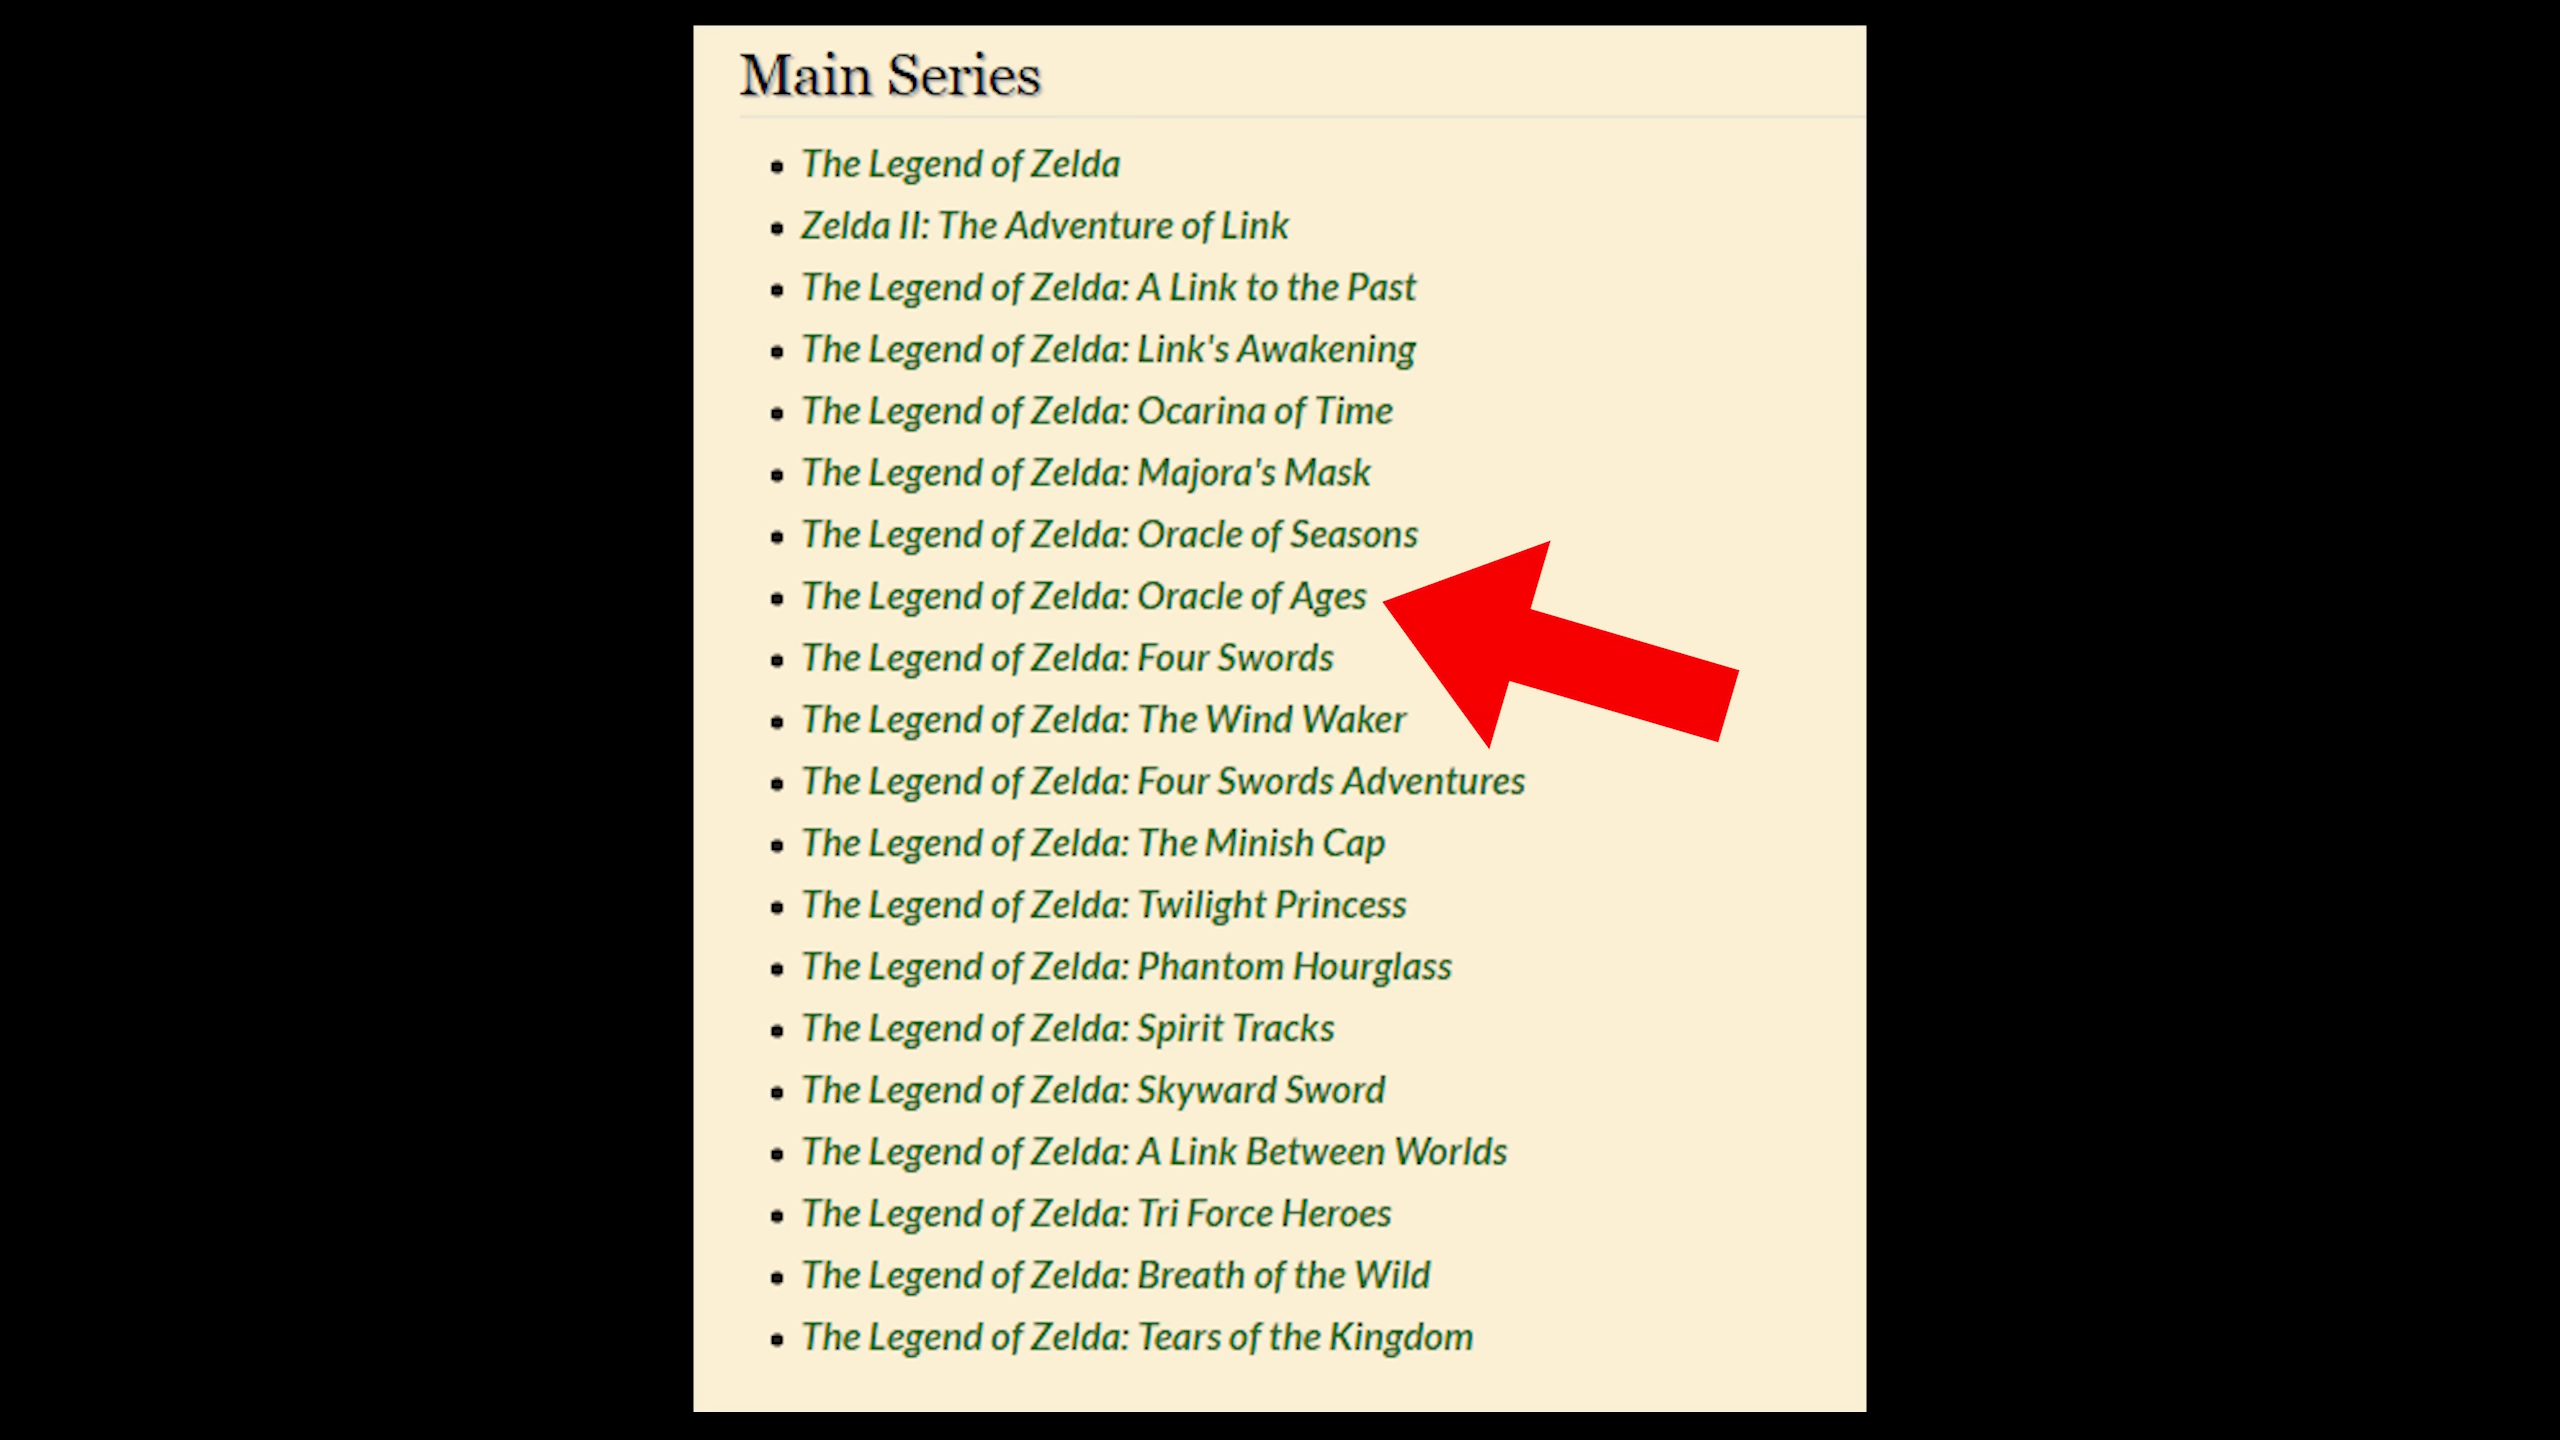 Main Series
The Legend of Zelda
Zelda II: The Adventure of Link
The Legend of Zelda: A Link to the Past
The Legend of Zelda: Link's Awakening
The Legend of Zelda: Ocarina of Time
The Legend of Zelda: Majora's Mask
The Legend of Zelda: Oracle of Seasons
The Legend of Zelda: Oracle of Ages
The Legend of Zelda: Four Swords
The Legend of Zelda: The Wind Waker
The Legend of Zelda: Four Swords Adventures
The Legend of Zelda: The Minish Cap
The Legend of Zelda: Twilight Princess
The Legend of Zelda: Phantom Hourglass
The Legend of Zelda: Spirit Tracks
The Legend of Zelda: Skyward Sword
The Legend of Zelda: A Link Between Worlds
The Legend of Zelda: Tri Force Heroes
The Legend of Zelda: Breath of the Wild
The Legend of Zelda: Tears of the Kingdom